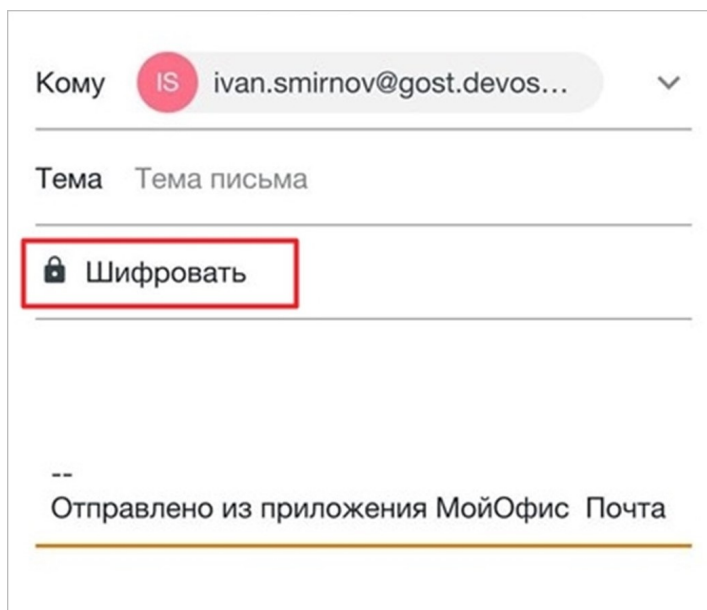 Кому IS ivan.smirnov@gost.devos...
Тема Тема письма
Шифровать
--
Отправлено из приложения МойОфис Почта